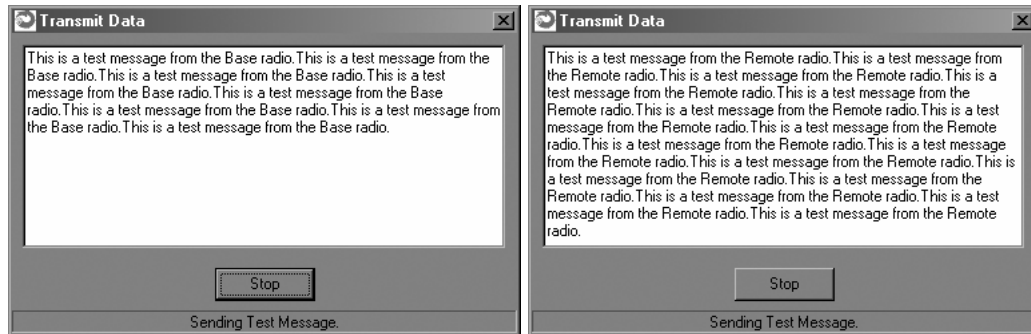 Transmit Data
This is a test message from the Base radio.This is a test message from the
Base radio.This is a test message from the Base radio.This is a test
message from the Base radio.This is a test message from the Base
radio.This is a test message from the Base radio.This is a test message from
the Base radio.This is a test message from the Base radio.
Stop
Sending Test Message.
Transmit Data
This is a test message from the Remote radio.This is a test message from
the Remote radio.This is a test message from the Remote radio.This is a
test message from the Remote radio.This is a test message from the
Remote radio.This is a test message from the Remote radio.This is a test
message from the Remote radio.This is a test message from the Remote
radio.This is a test message from the Remote radio.This is a test message
from the Remote radio.This is a test message from the Remote radio.This is
a test message from the Remote radio.This is a test message from the
Remote radio.This is a test message from the Remote radio.This is a test
message from the Remote radio.This is a test message from the Remote
radio.
Stop
Sending Test Message.